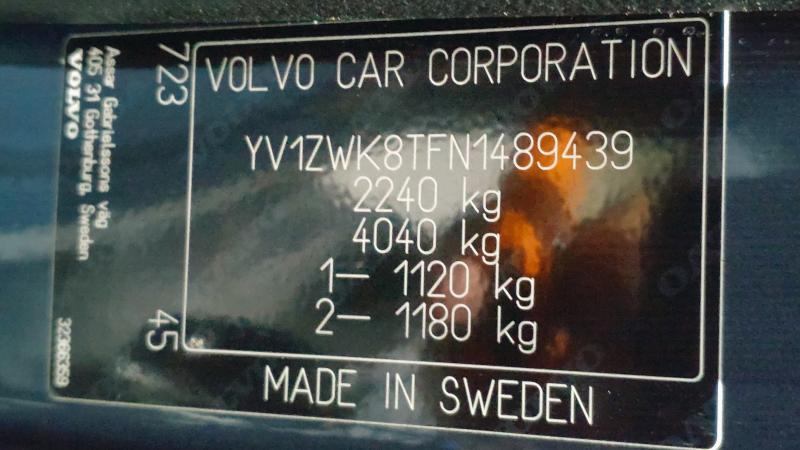 VOLVO CAR CORPORATION
YV1ZWK8TFN1489439
2240 kg
4040 kg
1— 1120 kg
2— 1180 kg
MADE IN SWEDEN
723
45
Assar Gabrielssons väg
405 31 Gothenburg, Sweden
VOLVO